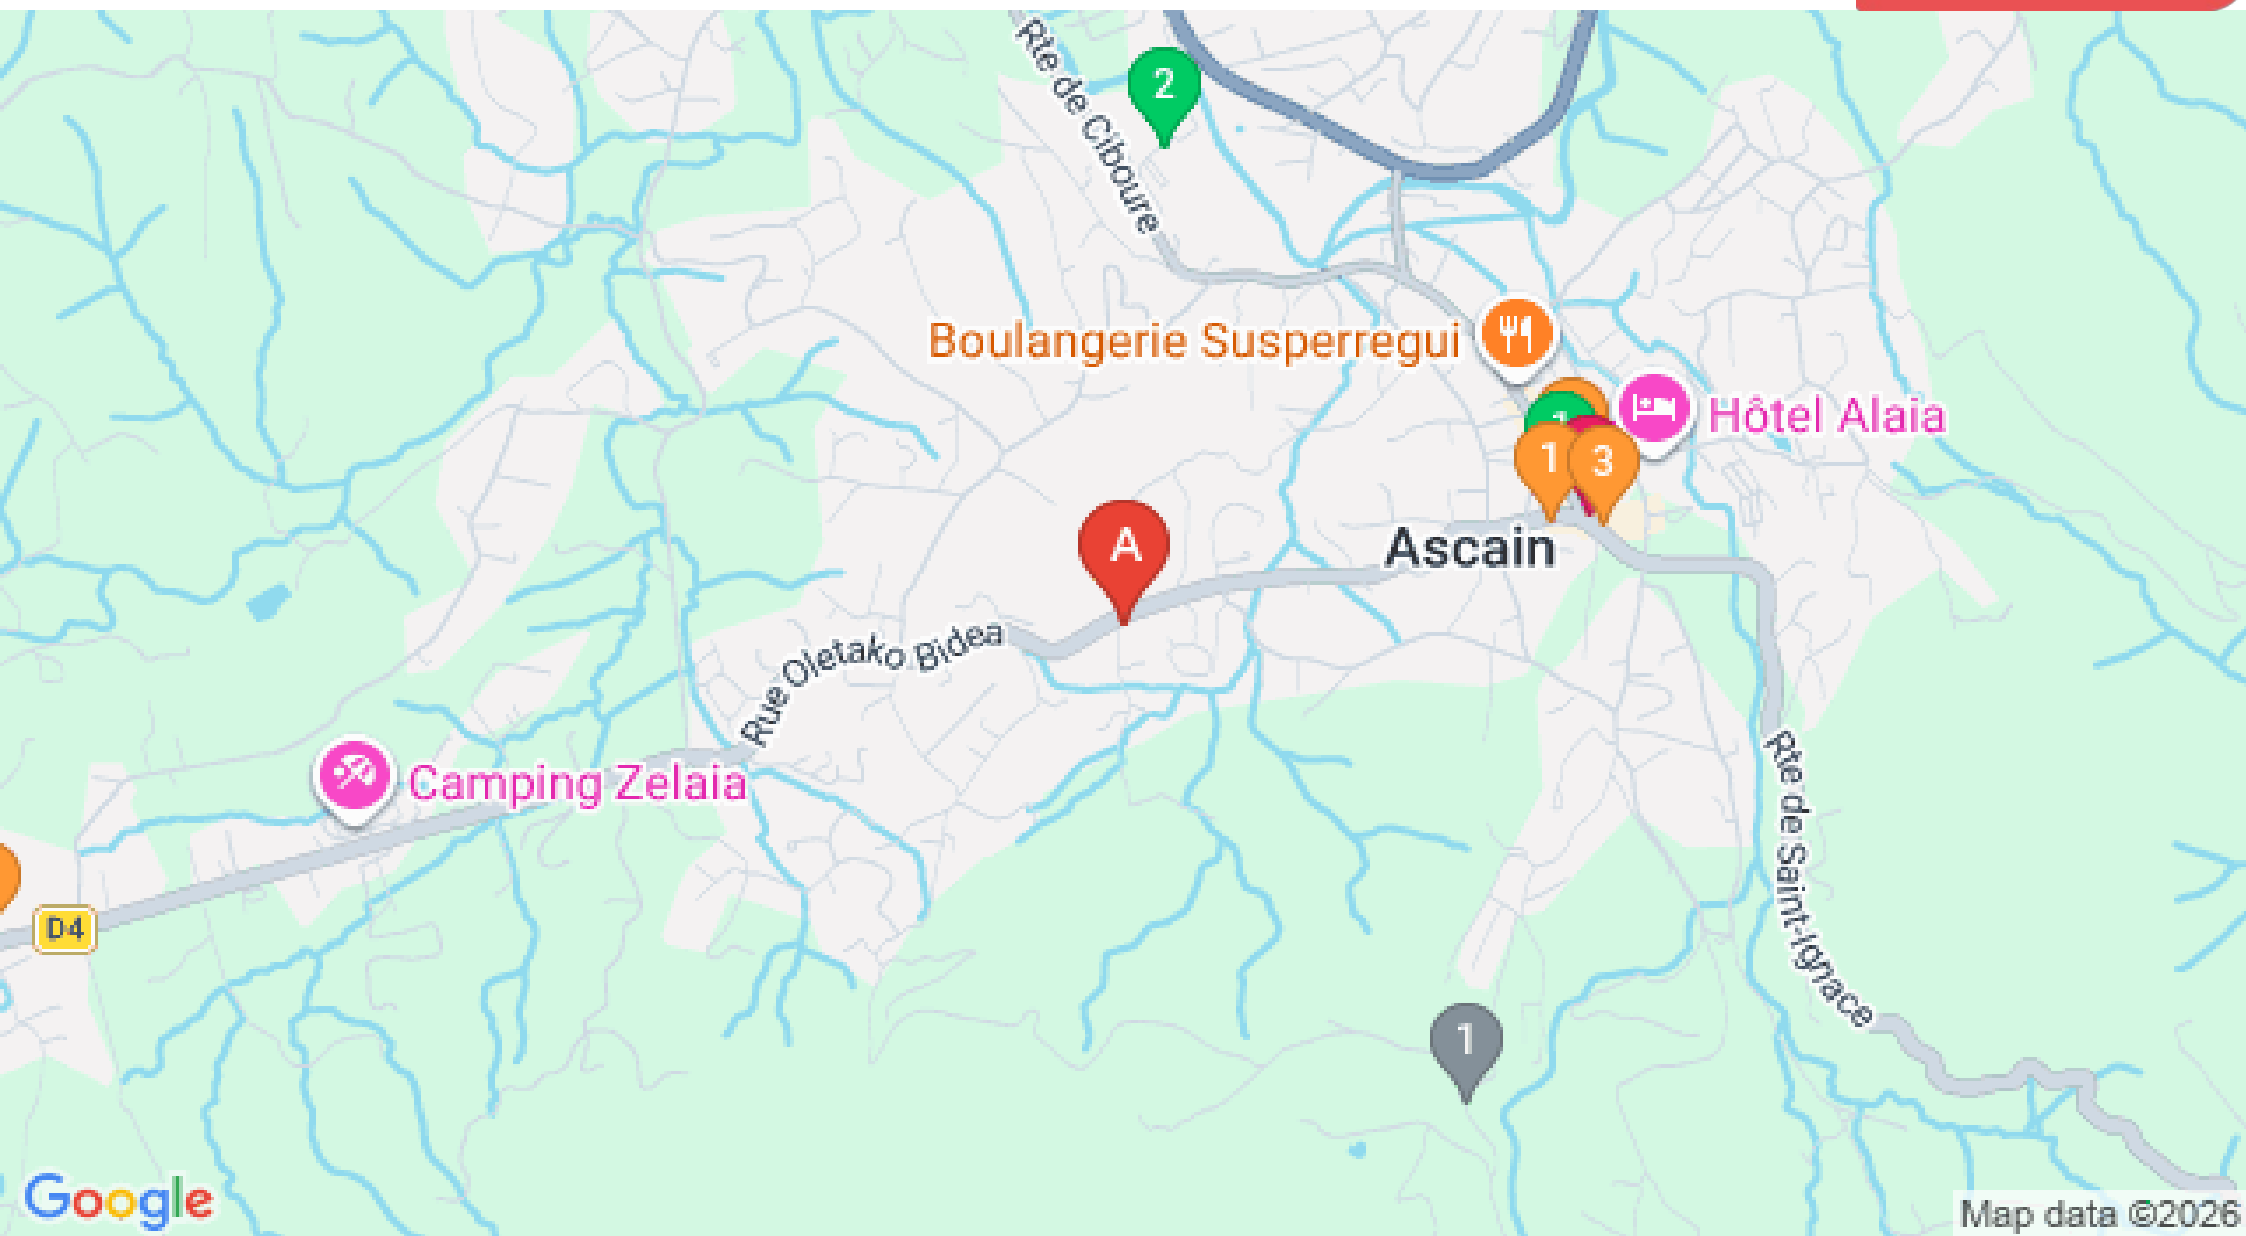 Rte de Ciboure
2
Boulangerie Susperregui
Hôtel Alaia
1
1
3
A
Ascain
Rue Oletako Bidea
Camping Zelaia
Rte de Saint-Ignace
D4
1
Google
Map data ©2026